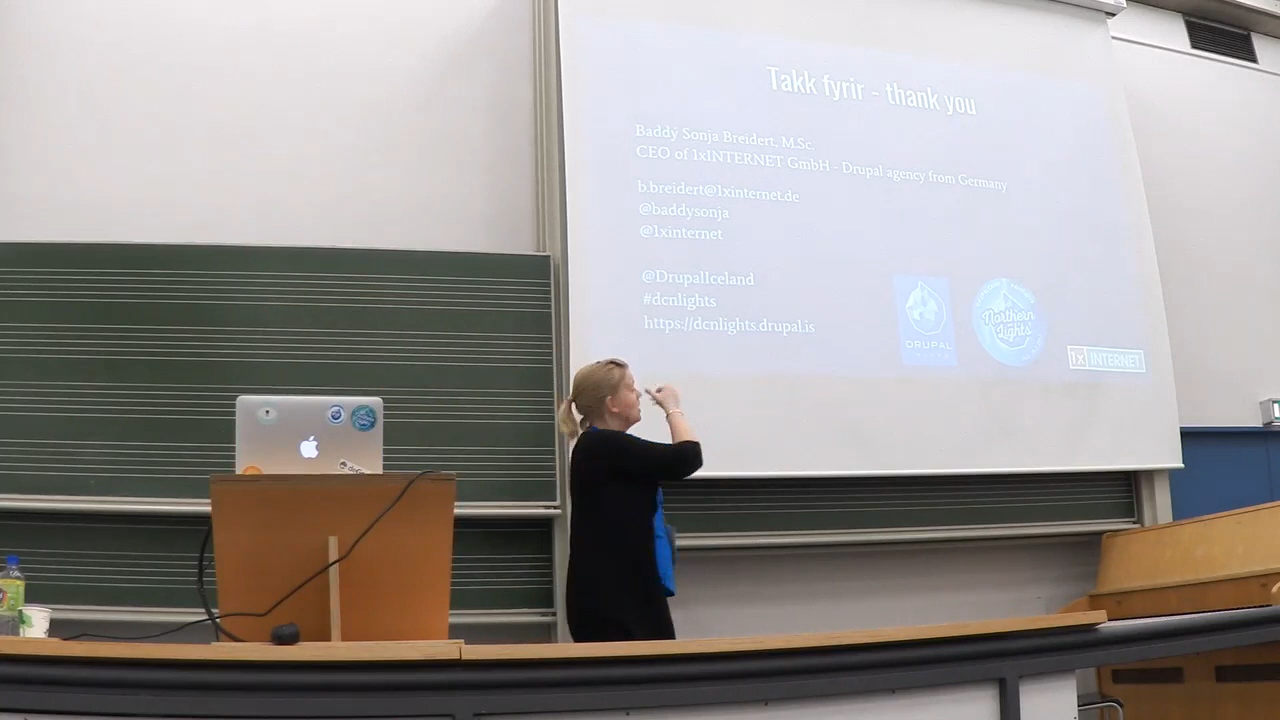 Takk fyrir - thank you
Baddý Sonja Breidert, M.Sc.
CEO of 1xINTERNET GmbH - Drupal agency from Germany
b.breidert@1xinternet.de
@baddysonja
@1xinternet
@DrupalIceland
#dcnlights
https://dcnlights.drupal.is
DRUPAL
Northern
Lights
1x INTERNET